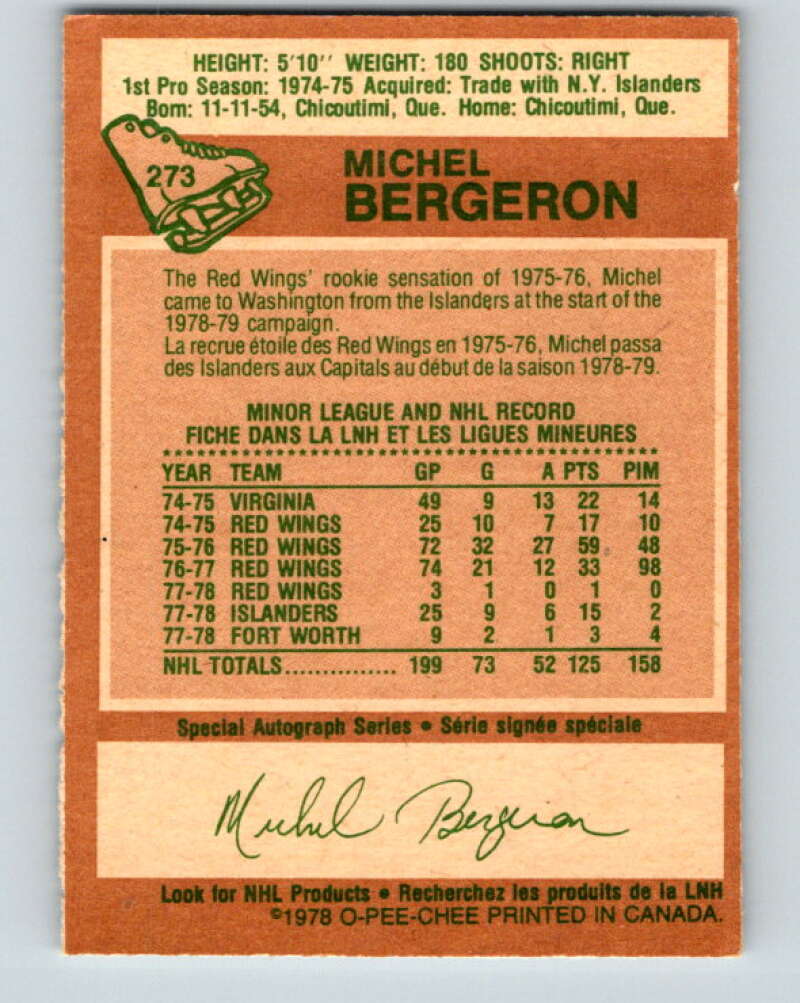 HEIGHT: 5'10'' WEIGHT: 180 SHOOTS: RIGHT
1st Pro Season: 1974-75 Acquired: Trade with N.Y. Islanders
Born: 11-11-54, Chicoutimi, Que. Home: Chicoutimi, Que.
273
MICHEL
BERGERON
The Red Wings' rookie sensation of 1975-76, Michel
came to Washington from the Islanders at the start of the
1978-79 campaign.
La recrue étoile des Red Wings en 1975-76, Michel passa
des Islanders aux Capitals au début de la saison 1978-79.
MINOR LEAGUE AND NHL RECORD
FICHE DANS LA LNH ET LES LIGUES MINEURES
YEAR TEAM GP G A PTS PIM
74-75 VIRGINIA 49 9 13 22 14
74-75 RED WINGS 25 10 7 17 10
75-76 RED WINGS 72 32 27 59 48
76-77 RED WINGS 74 21 12 33 98
77-78 RED WINGS 3 1 0 1 0
77-78 ISLANDERS 25 9 6 15 2
77-78 FORT WORTH 9 2 1 3 4
NHL TOTALS............... 199 73 52 125 158
Special Autograph Series • Série signée spéciale
Michel Bergeron
Look for NHL Products • Recherchez les produits de la LNH
©1978 O-PEE-CHEE PRINTED IN CANADA.